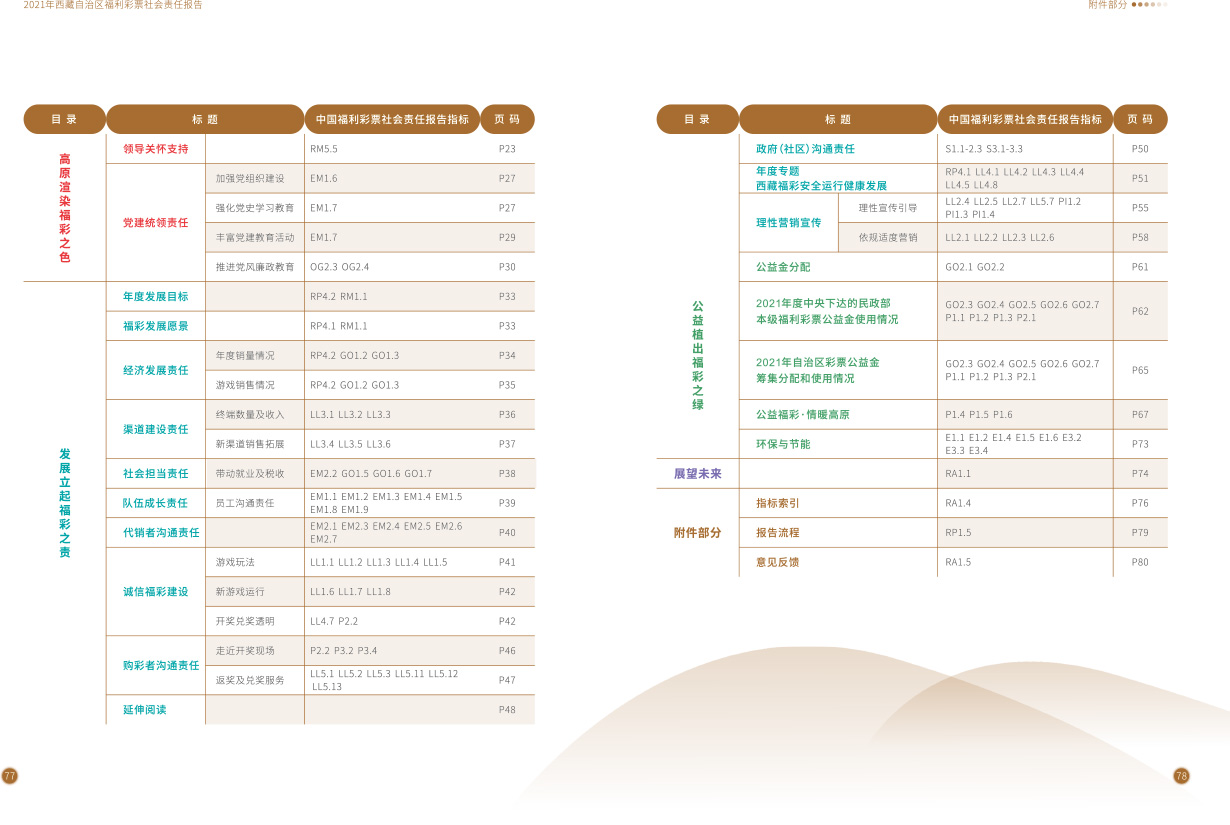 2021年西藏自治区福利彩票社会责任报告
附件部分
目 录 标 题 中国福利彩票社会责任报告指标 页 码
高原渲染福彩之色
领导关怀支持 RM5.5 P23
党建统领责任
加强党组织建设 EM1.6 P27
强化党史学习教育 EM1.7 P27
丰富党建教育活动 EM1.7 P29
推进党风廉政教育 OG2.3 OG2.4 P30
发展立起福彩之责
年度发展目标 RP4.2 RM1.1 P33
福彩发展愿景 RP4.1 RM1.1 P33
经济发展责任
年度销量情况 RP4.2 GO1.2 GO1.3 P34
游戏销售情况 RP4.2 GO1.2 GO1.3 P35
渠道建设责任
终端数量及收入 LL3.1 LL3.2 LL3.3 P36
新渠道销售拓展 LL3.4 LL3.5 LL3.6 P37
社会担当责任 带动就业及税收 EM2.2 GO1.5 GO1.6 GO1.7 P38
队伍成长责任 员工沟通责任 EM1.1 EM1.2 EM1.3 EM1.4 EM1.5
EM1.8 EM1.9 P39
代销者沟通责任 EM2.1 EM2.3 EM2.4 EM2.5 EM2.6
EM2.7 P40
诚信福彩建设
游戏玩法 LL1.1 LL1.2 LL1.3 LL1.4 LL1.5 P41
新游戏运行 LL1.6 LL1.7 LL1.8 P42
开奖兑奖透明 LL4.7 P2.2 P42
购彩者沟通责任
走近开奖现场 P2.2 P3.2 P3.4 P46
返奖及兑奖服务 LL5.1 LL5.2 LL5.3 LL5.11 LL5.12
LL5.13 P47
延伸阅读 P48
77
目 录 标 题 中国福利彩票社会责任报告指标 页 码
公益植出福彩之绿
政府(社区)沟通责任 S1.1-2.3 S3.1-3.3 P50
年度专题
西藏福彩安全运行健康发展
RP4.1 LL4.1 LL4.2 LL4.3 LL4.4
LL4.5 LL4.8 P51
理性营销宣传
理性宣传引导 LL2.4 LL2.5 LL2.7 LL5.7 PI1.2
PI1.3 PI1.4 P55
依规适度营销 LL2.1 LL2.2 LL2.3 LL2.6 P58
公益金分配 GO2.1 GO2.2 P61
2021年度中央下达的民政部
本级福利彩票公益金使用情况
GO2.3 GO2.4 GO2.5 GO2.6 GO2.7
P1.1 P1.2 P1.3 P2.1 P62
2021年自治区彩票公益金
筹集分配和使用情况
GO2.3 GO2.4 GO2.5 GO2.6 GO2.7
P1.1 P1.2 P1.3 P2.1 P65
公益福彩·情暖高原 P1.4 P1.5 P1.6 P67
环保与节能 E1.1 E1.2 E1.4 E1.5 E1.6 E3.2
E3.3 E3.4 P73
展望未来 RA1.1 P74
附件部分
指标索引 RA1.4 P76
报告流程 RP1.5 P79
意见反馈 RA1.5 P80
78